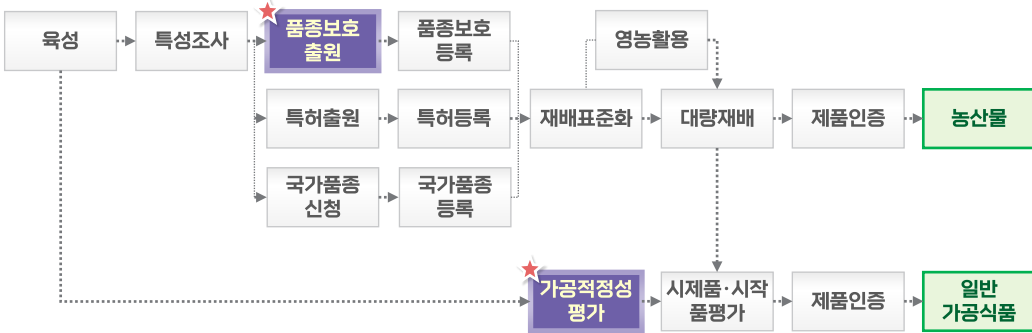 육성
특성조사
품종보호
출원
품종보호
등록
영농활용
특허출원
특허등록
재배표준화
대량재배
제품인증
농산물
국가품종
신청
국가품종
등록
가공적정성
평가
시제품·시작
품평가
제품인증
일반
가공식품